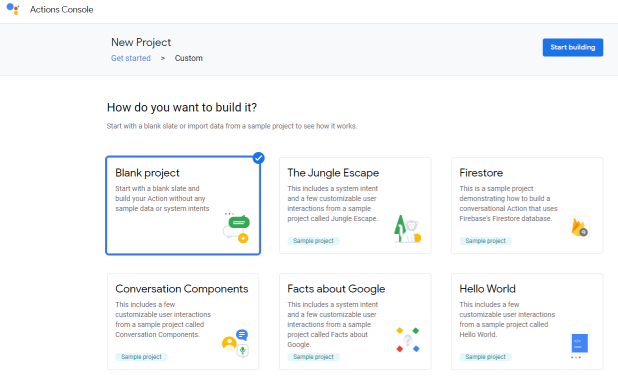 Actions Console
New Project
Get started > Custom
Start building
How do you want to build it?
Start with a blank slate or import data from a sample project to see how it works.
Blank project
Start with a blank slate and
build your Action without any
sample data or system intents
The Jungle Escape
This includes a system intent
and a few customizable user
interactions from a sample
project called Jungle Escape.
Sample project
Firestore
This is a sample project
demonstrating how to build a
conversational Action that uses
Firebase's Firestore database.
Sample project
Conversation Components
This includes a few
customizable user interactions
from a sample project called
Conversation Components.
Sample project
Facts about Google
This includes a system intent
and a few customizable user
interactions from a sample
project called Facts about
Google.
Sample project
Hello World
This includes a few
customizable user interactions
from a sample project called
Hello World.
Sample project